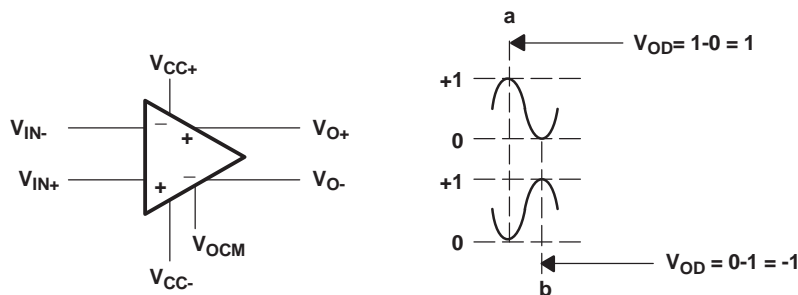 a
V_OD= 1-0 = 1
V_CC+
+1
V_IN-
−
+
V_O+
0
V_IN+
+
−
V_O-
+1
V_OCM
0
V_CC-
V_OD = 0-1 = -1
b